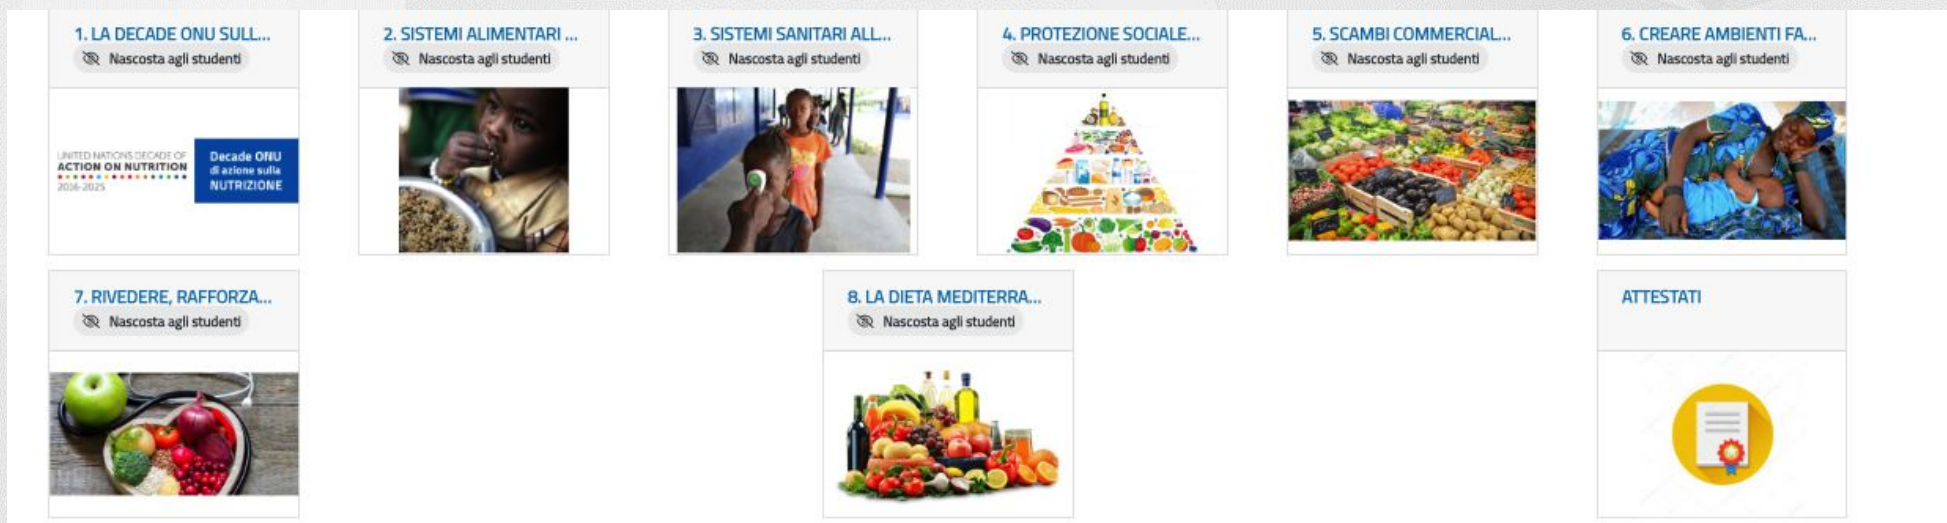 1. LA DECADE ONU SULL...
Nascosta agli studenti
2. SISTEMI ALIMENTARI ...
Nascosta agli studenti
3. SISTEMI SANITARI ALL...
Nascosta agli studenti
4. PROTEZIONE SOCIALE...
Nascosta agli studenti
5. SCAMBI COMMERCIAL...
Nascosta agli studenti
6. CREARE AMBIENTI FA...
Nascosta agli studenti
UNITED NATIONS DECADE OF
ACTION ON NUTRITION
2016-2025
Decade ONU
di azione sulla
NUTRIZIONE
7. RIVEDERE, RAFFORZA...
Nascosta agli studenti
8. LA DIETA MEDITERRA...
Nascosta agli studenti
ATTESTATI